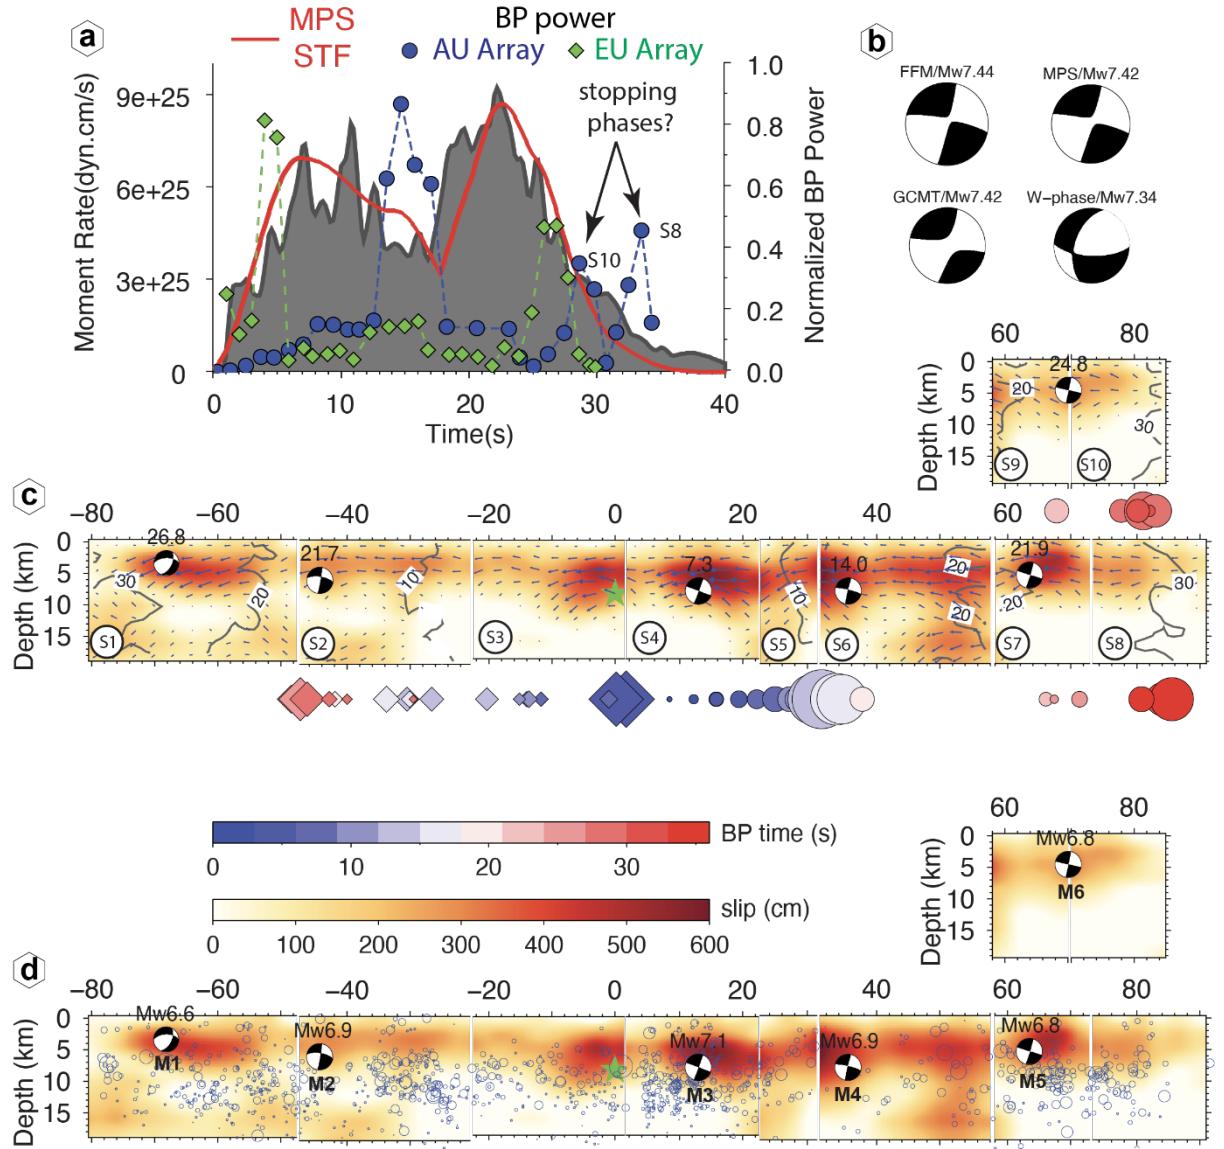 a
MPS
STF
BP power
AU Array
EU Array
b
FFM/Mw7.44
MPS/Mw7.42
GCMT/Mw7.42
W-phase/Mw7.34
Moment Rate(dyn.cm/s)
9e+25
6e+25
3e+25
0
stopping
phases?
S10
S8
1.0
0.8
0.6
0.4
0.2
0.0
Normalized BP Power
0 10 20 30 40
Time(s)
60 80
Depth (km)
0
5
10
15
24.8
20
30
S9
S10
c
−80 −60 −40 −20 0 20 40 60
Depth (km)
0
5
10
15
26.8
21.7
7.3
14.0
21.9
30
20
10
10
20
20
20
30
S1
S2
S3
S4
S5
S6
S7
S8
BP time (s)
0 10 20 30
slip (cm)
0 100 200 300 400 500 600
60 80
Depth (km)
0
5
10
15
Mw6.8
M6
d
−80 −60 −40 −20 0 20 40 60 80
Depth (km)
0
5
10
15
Mw6.6
Mw6.9
Mw7.1
Mw6.9
Mw6.8
M1
M2
M3
M4
M5